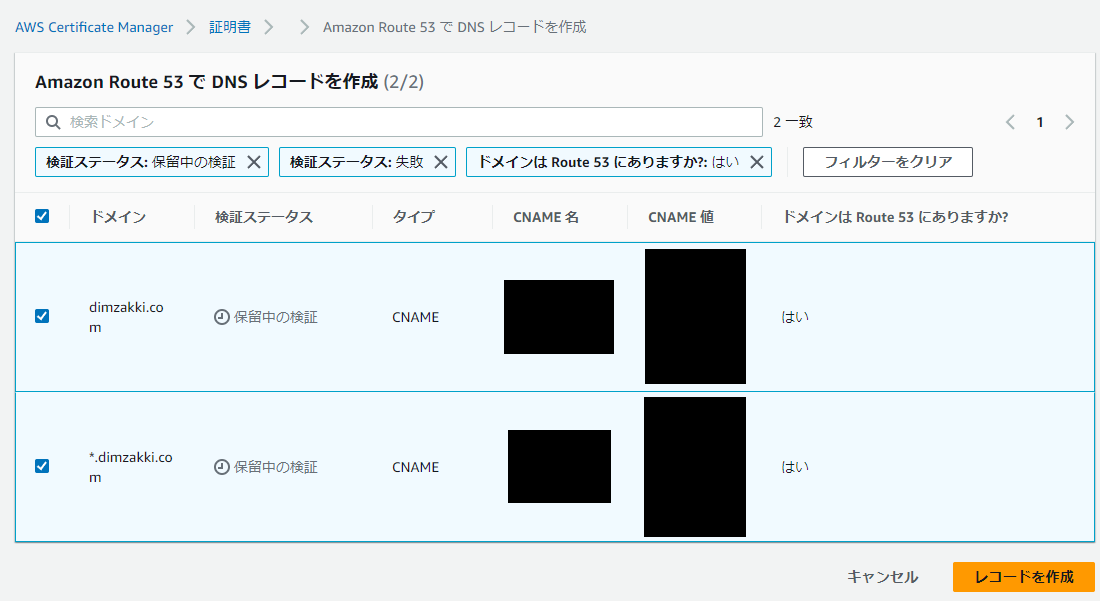 AWS Certificate Manager > 証明書 > > Amazon Route 53 で DNS レコードを作成
Amazon Route 53 で DNS レコードを作成 (2/2)
検索ドメイン 2 一致 < 1 >
検証ステータス: 保留中の検証 × 検証ステータス: 失敗 × ドメインは Route 53 にありますか?: はい × フィルターをクリア
ドメイン 検証ステータス タイプ CNAME 名 CNAME 値 ドメインは Route 53 にありますか?
dimzakki.co
m
保留中の検証 CNAME はい
*.dimzakki.co
m
保留中の検証 CNAME はい
キャンセル レコードを作成